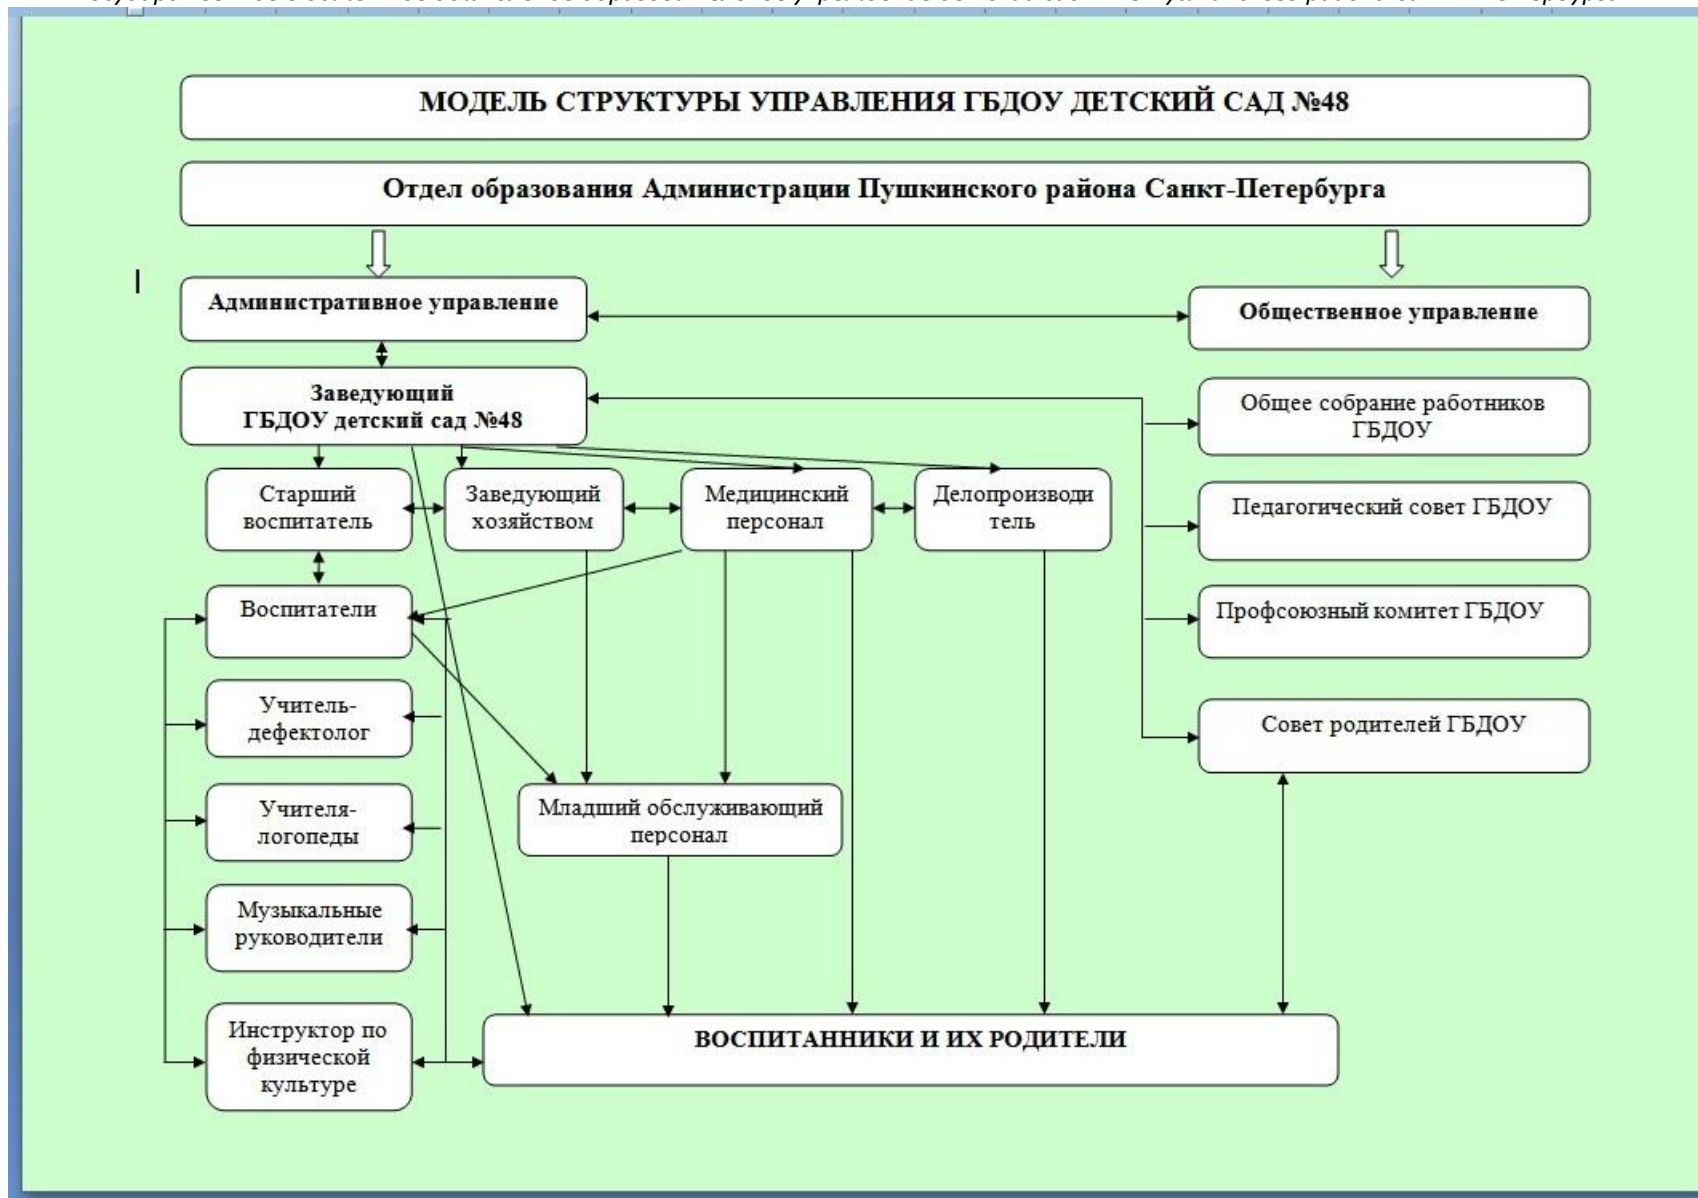 МОДЕЛЬ СТРУКТУРЫ УПРАВЛЕНИЯ ГБДОУ ДЕТСКИЙ САД №48
Отдел образования Администрации Пушкинского района Санкт-Петербурга
Административное управление
Общественное управление
Заведующий
ГБДОУ детский сад №48
Общее собрание работников
ГБДОУ
Старший
воспитатель
Заведующий
хозяйством
Медицинский
персонал
Делопроизводи
тель
Педагогический совет ГБДОУ
Воспитатели
Профсоюзный комитет ГБДОУ
Учитель-
дефектолог
Совет родителей ГБДОУ
Учителя-
логопеды
Младший обслуживающий
персонал
Музыкальные
руководители
Инструктор по
физической
культуре
ВОСПИТАННИКИ И ИХ РОДИТЕЛИ